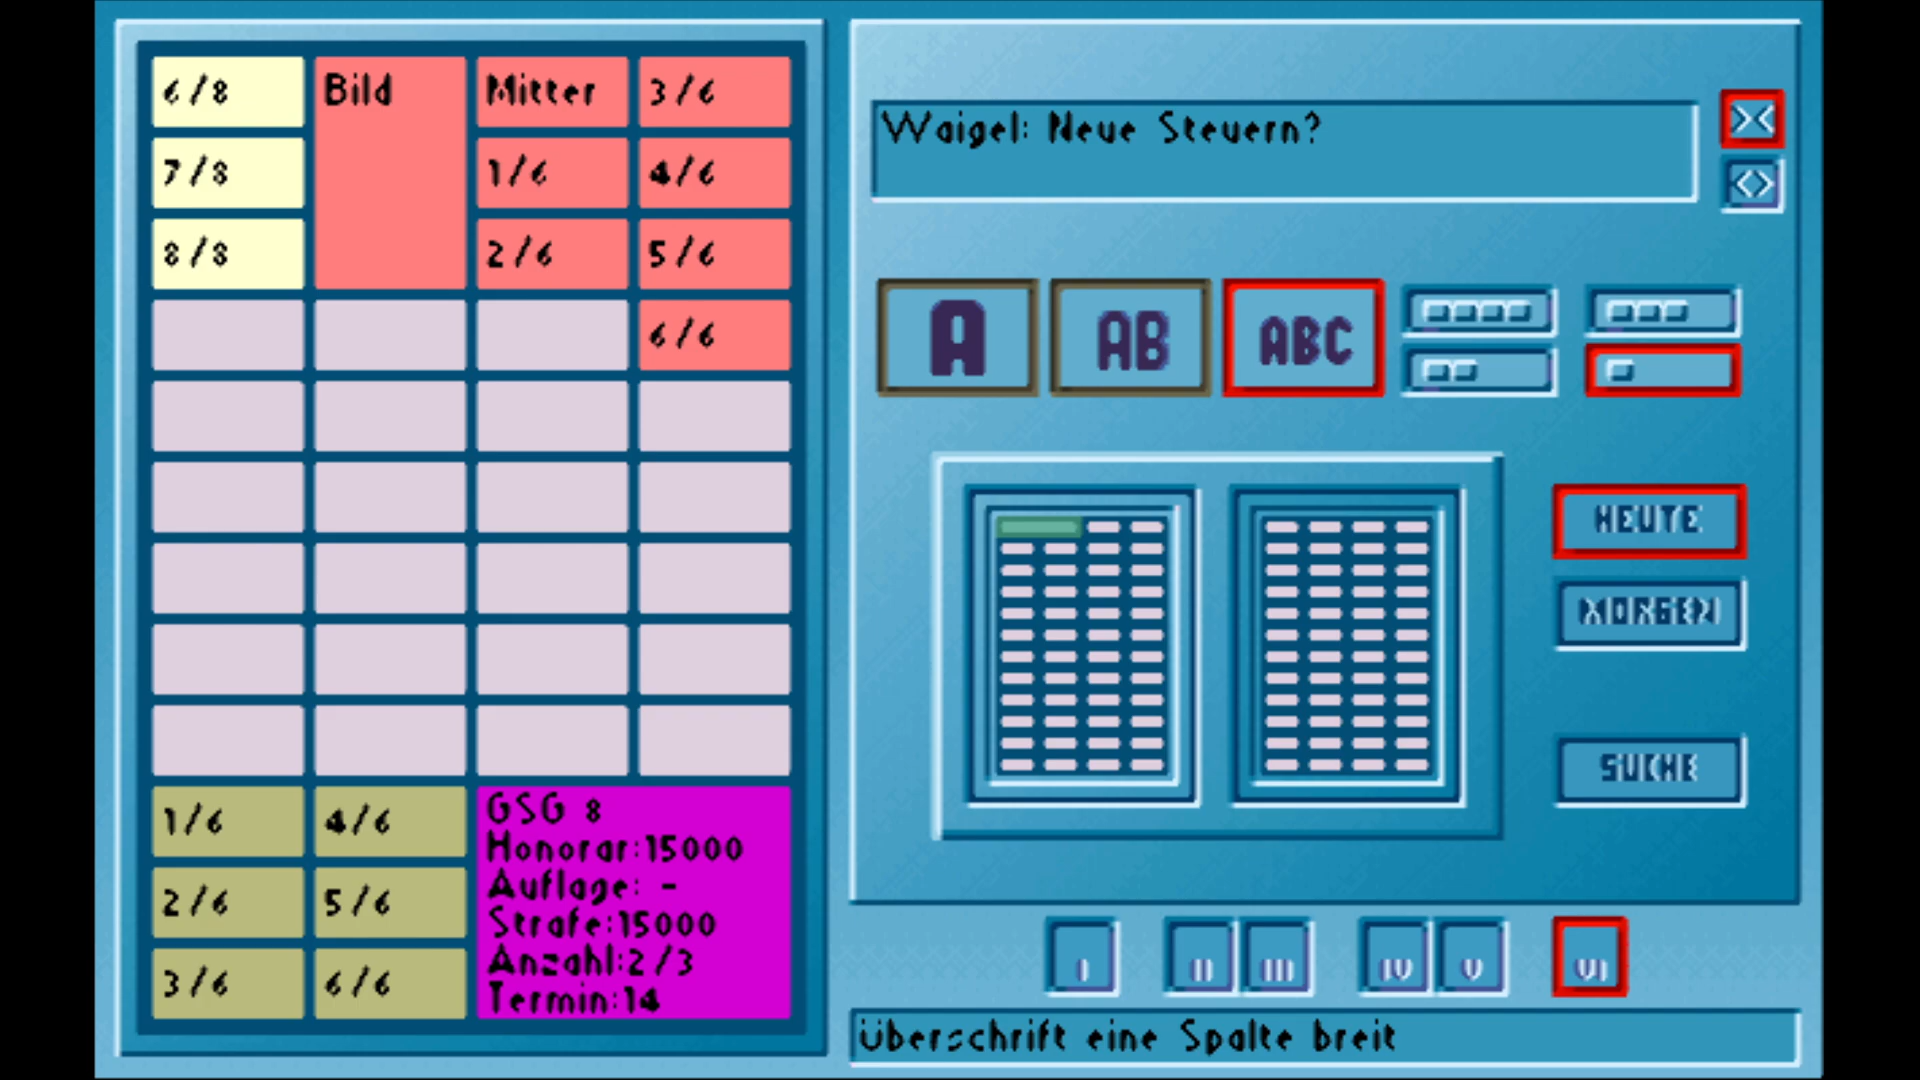 6/8
Bild
Mitter
3/6
7/8
1/6
4/6
8/8
2/6
5/6
6/6
1/6
4/6
2/6
5/6
3/6
6/6
GSG 8
Honorar:15000
Auflage: -
Strafe:15000
Anzahl:2/3
Termin:14
Waigel: Neue Steuern?
><
<>
A
AB
ABC
HEUTE
MORGEN
SUCHE
I
II
III
IV
V
VI
Überschrift eine Spalte breit